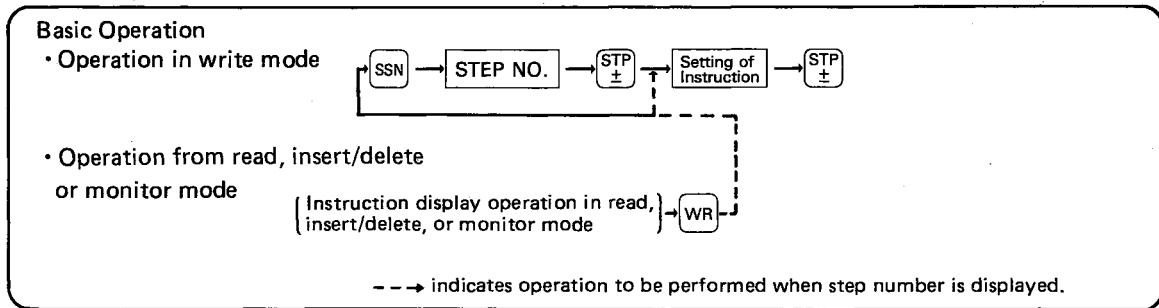 Basic Operation
· Operation in write mode
SSN STEP NO. STP ± Setting of Instruction STP ±
· Operation from read, insert/delete
or monitor mode
Instruction display operation in read,
insert/delete, or monitor mode
WR
indicates operation to be performed when step number is displayed.